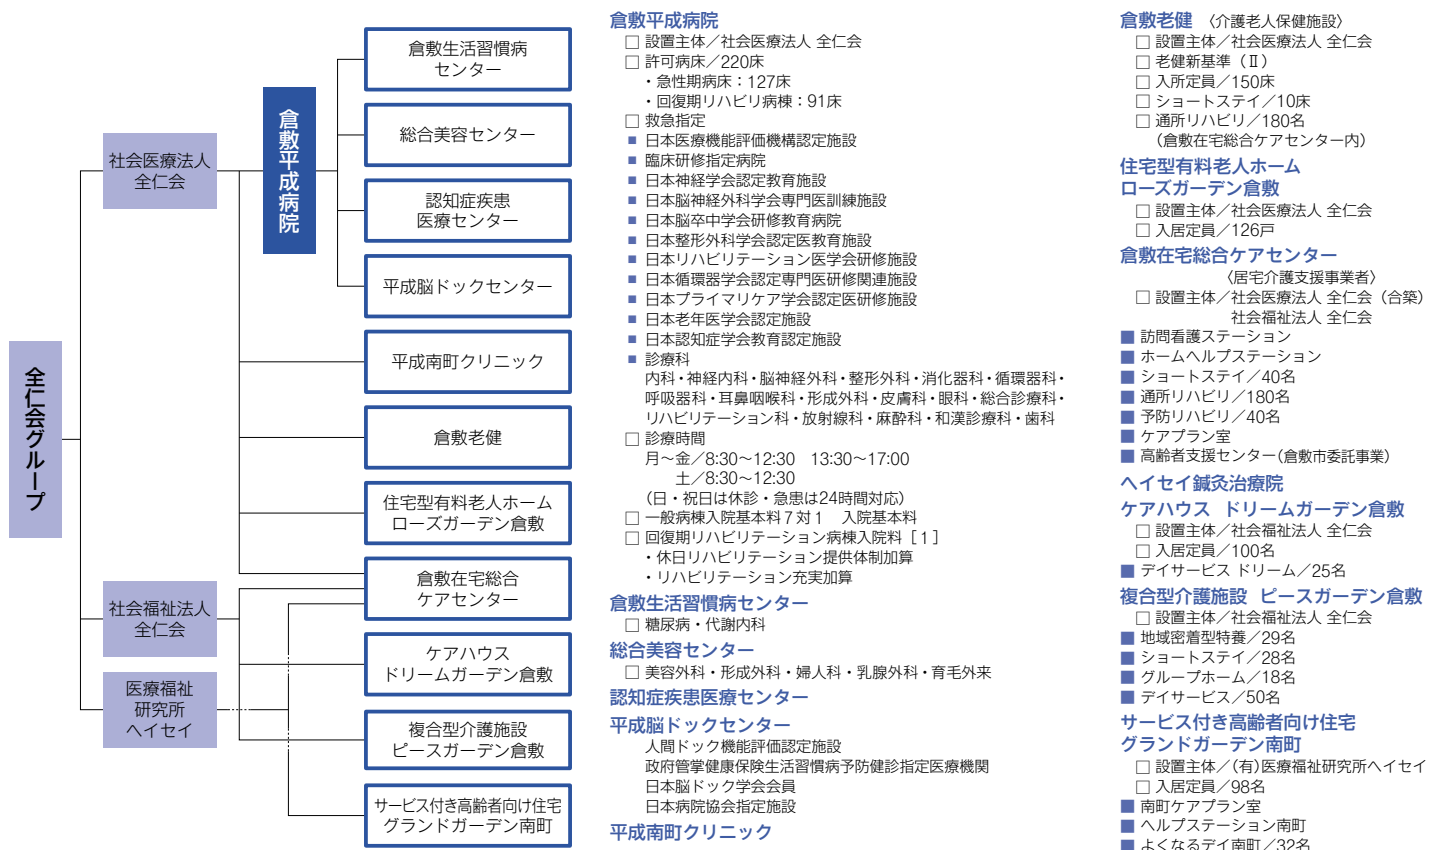 全仁会グループ
社会医療法人
全仁会
社会福祉法人
全仁会
医療福祉
研究所
ヘイセイ
倉敷平成病院
倉敷生活習慣病
センター
総合美容センター
認知症疾患
医療センター
平成脳ドックセンター
平成南町クリニック
倉敷老健
住宅型有料老人ホーム
ローズガーデン倉敷
倉敷在宅総合
ケアセンター
ケアハウス
ドリームガーデン倉敷
複合型介護施設
ピースガーデン倉敷
サービス付き高齢者向け住宅
グランドガーデン南町
倉敷平成病院
□ 設置主体／社会医療法人 全仁会
□ 許可病床／220床
・急性期病床：127床
・回復期リハビリ病棟：91床
□ 救急指定
■ 日本医療機能評価機構認定施設
■ 臨床研修指定病院
■ 日本神経学会認定教育施設
■ 日本脳神経外科学会専門医訓練施設
■ 日本脳卒中学会研修教育病院
■ 日本整形外科学会認定医教育施設
■ 日本リハビリテーション医学会研修施設
■ 日本循環器学会認定専門医研修関連施設
■ 日本プライマリケア学会認定医研修施設
■ 日本老年医学会認定施設
■ 日本認知症学会教育認定施設
■ 診療科
内科・神経内科・脳神経外科・整形外科・消化器科・循環器科・
呼吸器科・耳鼻咽喉科・形成外科・皮膚科・眼科・総合診療科・
リハビリテーション科・放射線科・麻酔科・和漢診療科・歯科
□ 診療時間
月～金／8:30～12:30　13:30～17:00
土／8:30～12:30
（日・祝日は休診・急患は24時間対応）
□ 一般病棟入院基本料７対１　入院基本料
□ 回復期リハビリテーション病棟入院料［１］
・休日リハビリテーション提供体制加算
・リハビリテーション充実加算
倉敷生活習慣病センター
□ 糖尿病・代謝内科
総合美容センター
□ 美容外科・形成外科・婦人科・乳腺外科・育毛外来
認知症疾患医療センター
平成脳ドックセンター
人間ドック機能評価認定施設
政府管掌健康保険生活習慣病予防健診指定医療機関
日本脳ドック学会会員
日本病院協会指定施設
平成南町クリニック
倉敷老健 〈介護老人保健施設〉
□ 設置主体／社会医療法人 全仁会
□ 老健新基準（Ⅱ）
□ 入所定員／150床
□ ショートステイ／10床
□ 通所リハビリ／180名
（倉敷在宅総合ケアセンター内）
住宅型有料老人ホーム
ローズガーデン倉敷
□ 設置主体／社会医療法人 全仁会
□ 入居定員／126戸
倉敷在宅総合ケアセンター
〈居宅介護支援事業者〉
□ 設置主体／社会医療法人 全仁会（合築）
社会福祉法人 全仁会
■ 訪問看護ステーション
■ ホームヘルプステーション
■ ショートステイ／40名
■ 通所リハビリ／180名
■ 予防リハビリ／40名
■ ケアプラン室
■ 高齢者支援センター(倉敷市委託事業)
ヘイセイ鍼灸治療院
ケアハウス ドリームガーデン倉敷
□ 設置主体／社会福祉法人 全仁会
□ 入居定員／100名
■ デイサービス ドリーム／25名
複合型介護施設 ピースガーデン倉敷
□ 設置主体／社会福祉法人 全仁会
■ 地域密着型特養／29名
■ ショートステイ／28名
■ グループホーム／18名
■ デイサービス／50名
サービス付き高齢者向け住宅
グランドガーデン南町
□ 設置主体／(有)医療福祉研究所ヘイセイ
□ 入居定員／98名
■ 南町ケアプラン室
■ ヘルプステーション南町
■ よくなるデイ南町／32名